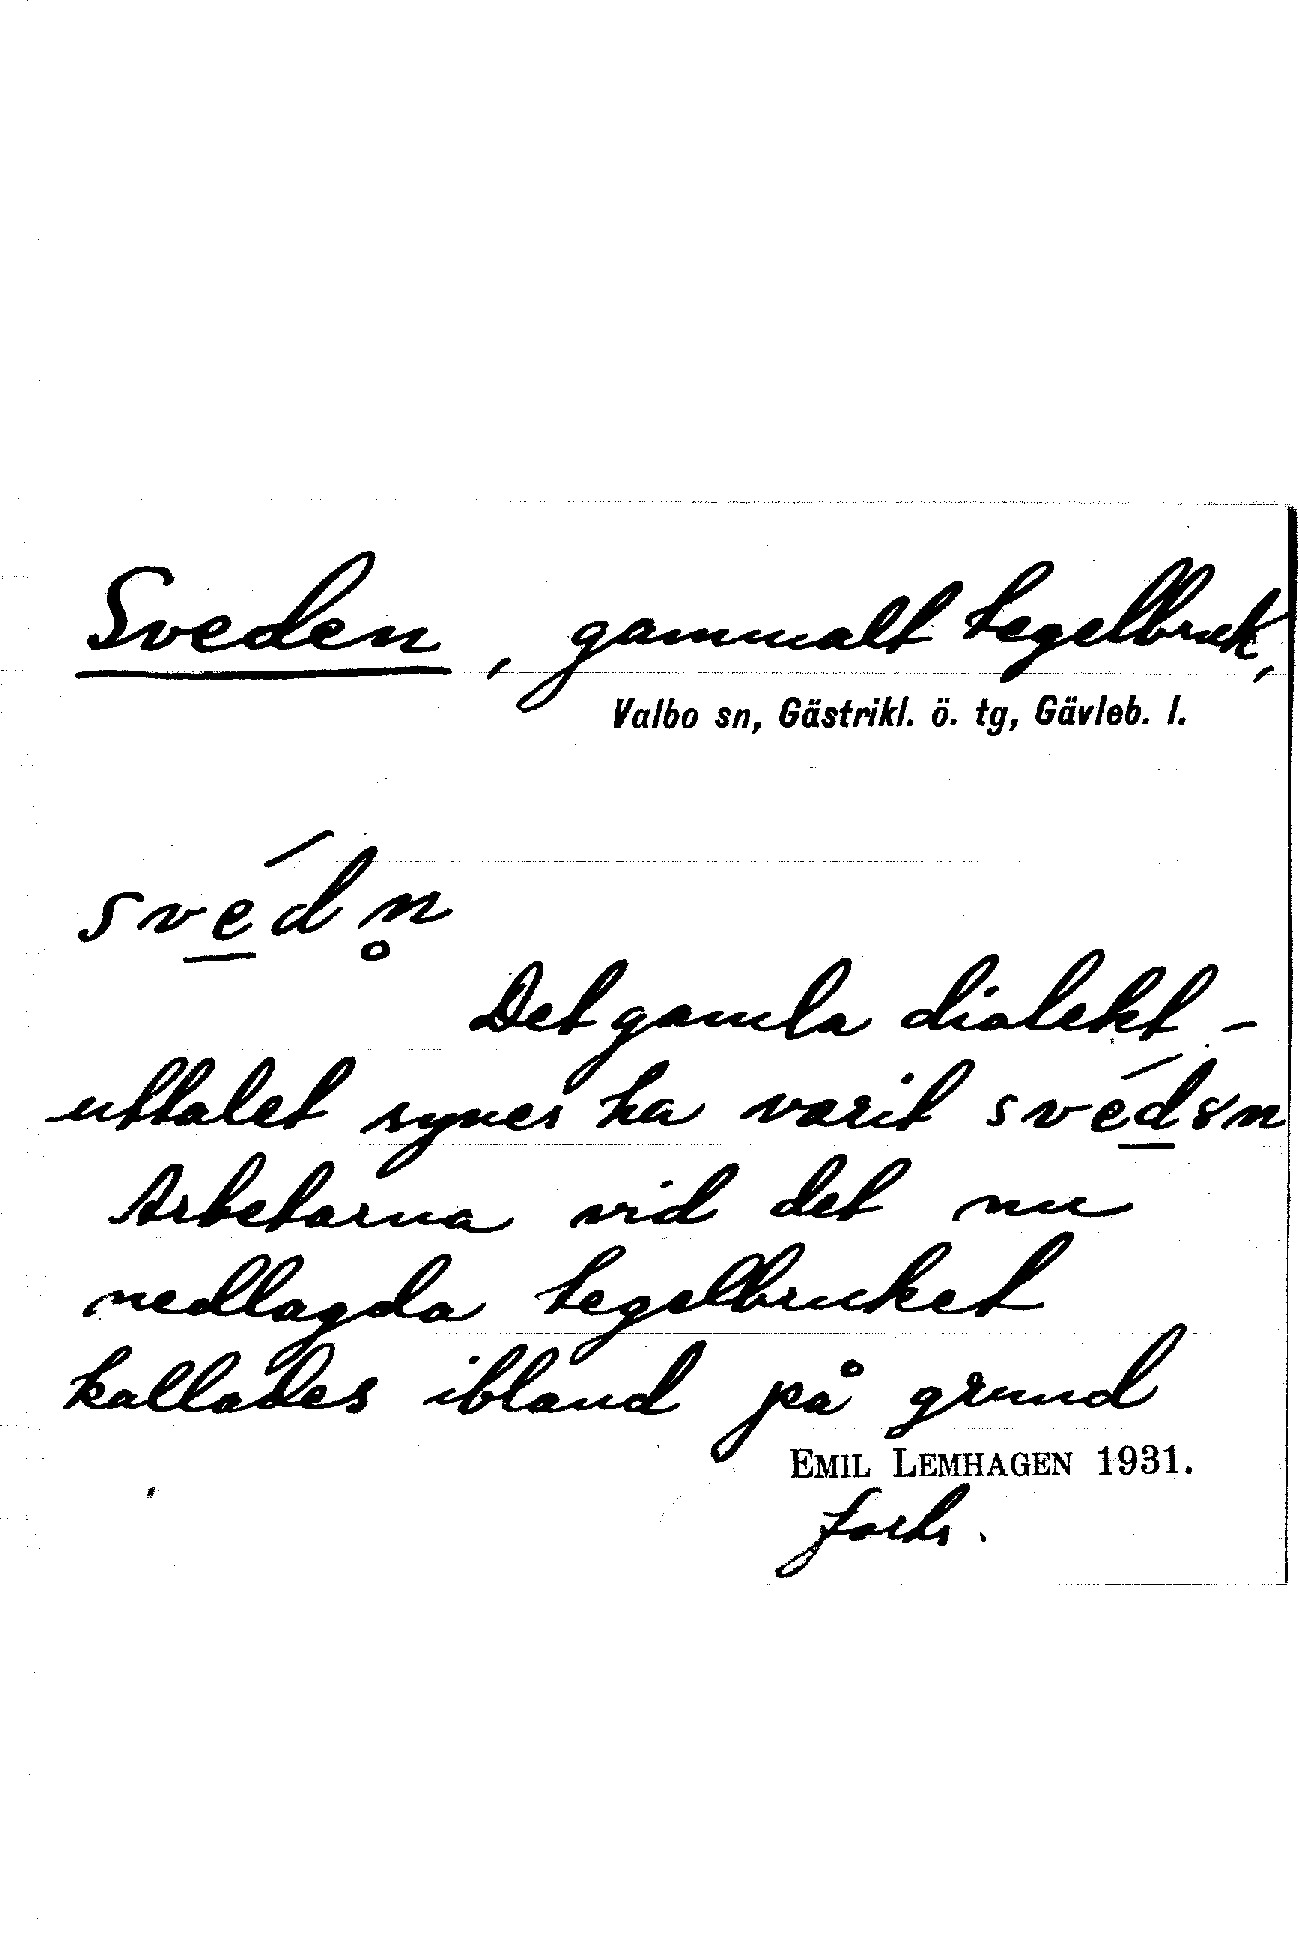 Sveden, gammalt tegelbruk,
Valbo sn, Gästrikl. ö. tg, Gävleb. l.
svédn̥
Det gamla dialekt-
uttalet synes ha varit
Arbetarna vid det nu
nedlagda tegelbruket
kallades ibland på grund
EMIL LEMHAGEN 1931.
forts.